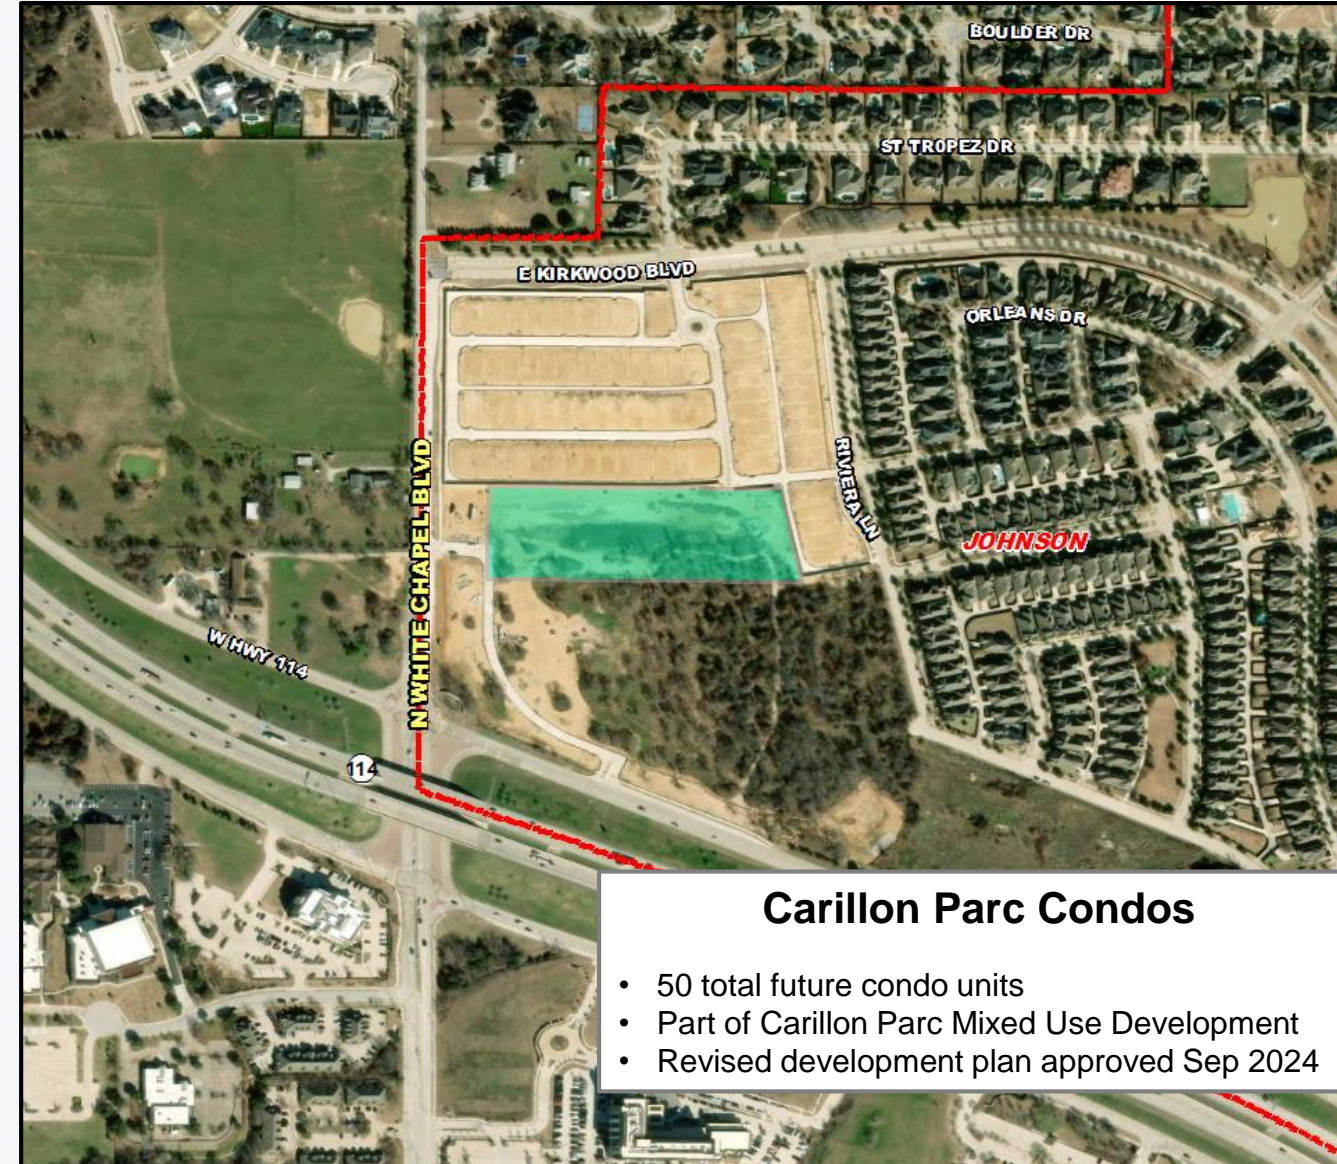 BOULDER DR
ST TROPEZ DR
E KIRKWOOD BLVD
ORLEANS DR
N WHITE CHAPEL BLVD
RIVIERA LN
JOHNSON
W HWY 114
114
Carillon Parc Condos
• 50 total future condo units
• Part of Carillon Parc Mixed Use Development
• Revised development plan approved Sep 2024